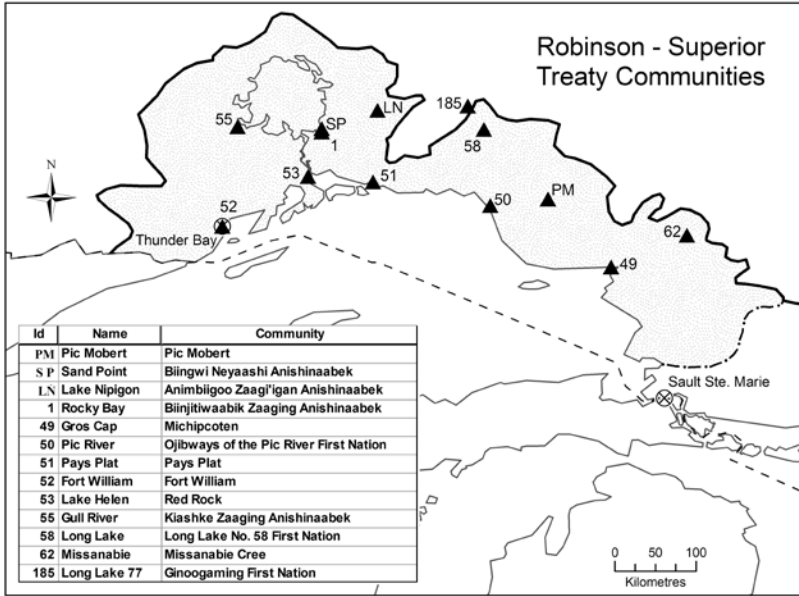 Robinson - Superior
Treaty Communities
185
LN
58
55
SP
1
53
51
PM
50
N
52
Thunder Bay
62
49
Sault Ste. Marie
Id Name Community
PM Pic Mobert Pic Mobert
S P Sand Point Biingwi Neyaashi Anishinaabek
LN Lake Nipigon Animbiigoo Zaagi'igan Anishinaabek
1 Rocky Bay Biinjitiwaabik Zaaging Anishinaabek
49 Gros Cap Michipcoten
50 Pic River Ojibways of the Pic River First Nation
51 Pays Plat Pays Plat
52 Fort William Fort William
53 Lake Helen Red Rock
55 Gull River Kiashke Zaaging Anishinaabek
58 Long Lake Long Lake No. 58 First Nation
62 Missanabie Missanabie Cree
185 Long Lake 77 Ginoogaming First Nation
0 50 100
Kilometres